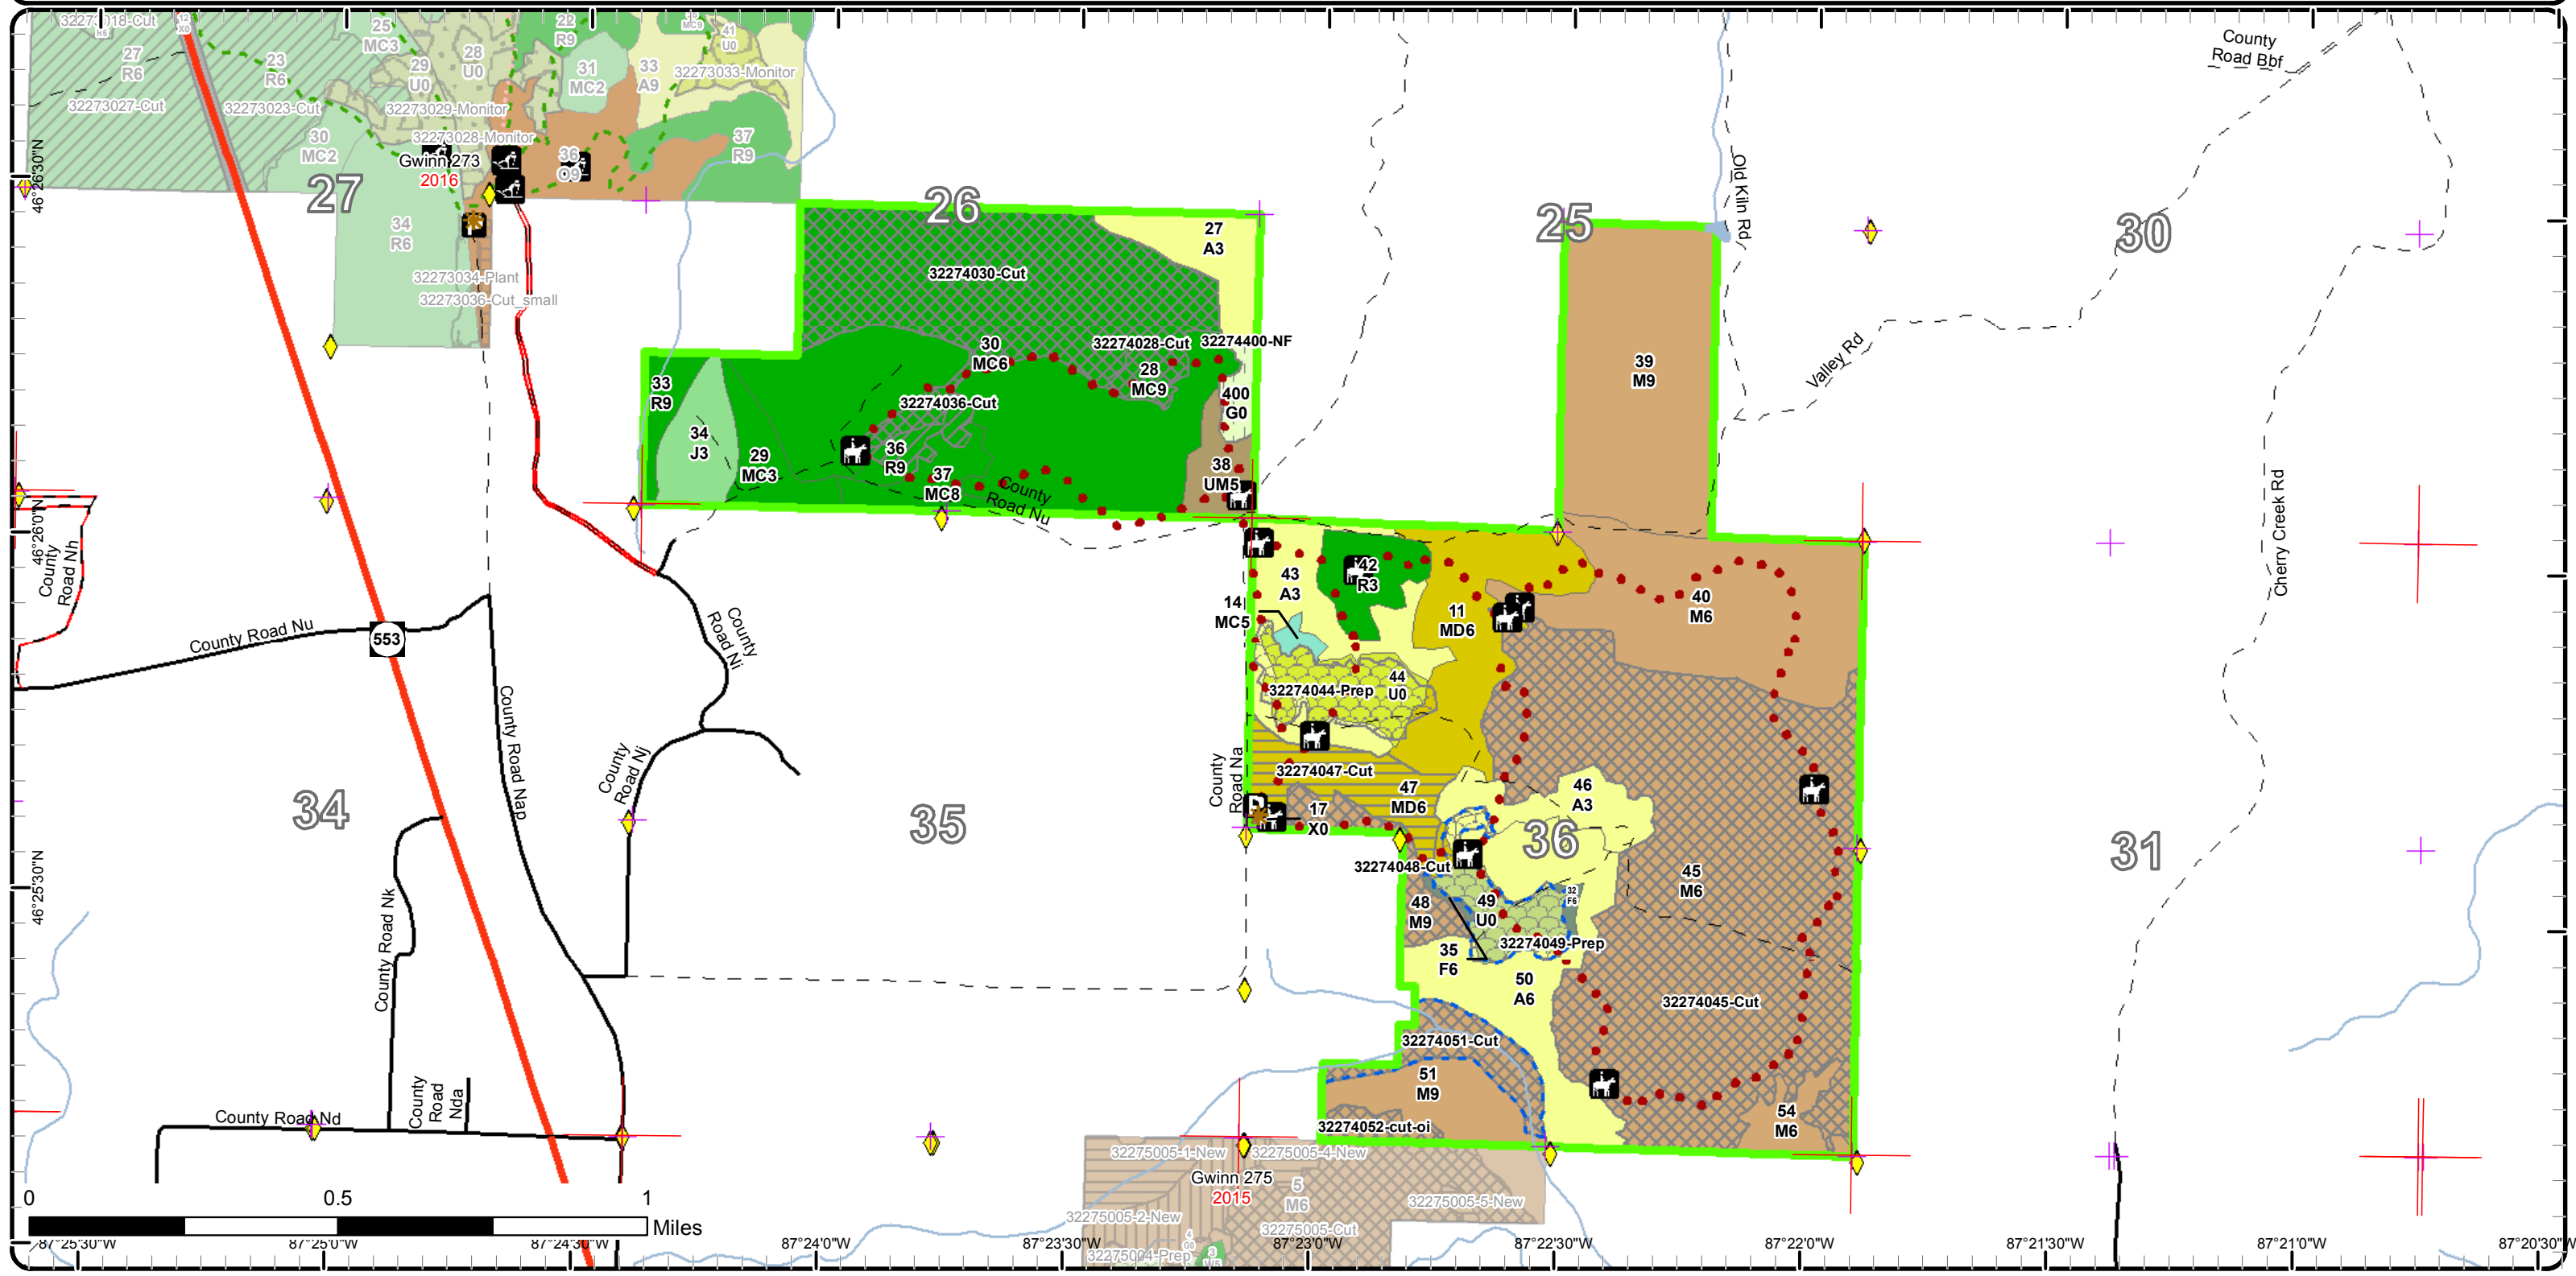 32273018-Cut
R6
12
X0
25
MC3
22
R9
35
MC9
41
U0
27
R6
23
R6
29
U0
28
U0
31
MC2
33
A9
32273033-Monitor
32273027-Cut
32273023-Cut
32273029-Monitor
32273028-Monitor
30
MC2
36
O9
37
R9
Gwinn 273
2016
27
34
R6
32273034-Plant
32273036-Cut_small
26
25
30
County
Road Bbf
Old Kiln Rd
Valley Rd
Cherry Creek Rd
46°26'30"N
27
A3
32274030-Cut
30
MC6
32274028-Cut
32274400-NF
28
MC9
33
R9
32274036-Cut
400
G0
34
J3
29
MC3
36
R9
37
MC8
38
UM5
County
Road Nu
39
M9
46°26'0"N
County
Road Nh
County Road Nu
553
County
Road Ni
43
A3
42
R3
14
MC5
11
MD6
40
M6
44
U0
32274044-Prep
County Road Nap
County
Road Nj
County
Road Na
32274047-Cut
47
MD6
46
A3
17
X0
34
35
36
31
32274048-Cut
46°25'30"N
45
M6
48
M9
49
U0
32
F6
32274049-Prep
35
F6
50
A6
County Road Nk
32274045-Cut
32274051-Cut
51
M9
54
M6
County
Road
Nda
County Road Nd
32274052-cut-oi
32275005-1-New
32275005-4-New
Gwinn 275
2015
5
M6
32275005-2-New
32275005-5-New
32275005-Cut
32275004-Prep
4
G0
3
0
0.5
1
Miles
87°25'30"W
87°25'0"W
87°24'30"W
87°24'0"W
87°23'30"W
87°23'0"W
87°22'30"W
87°22'0"W
87°21'30"W
87°21'0"W
87°20'30"W